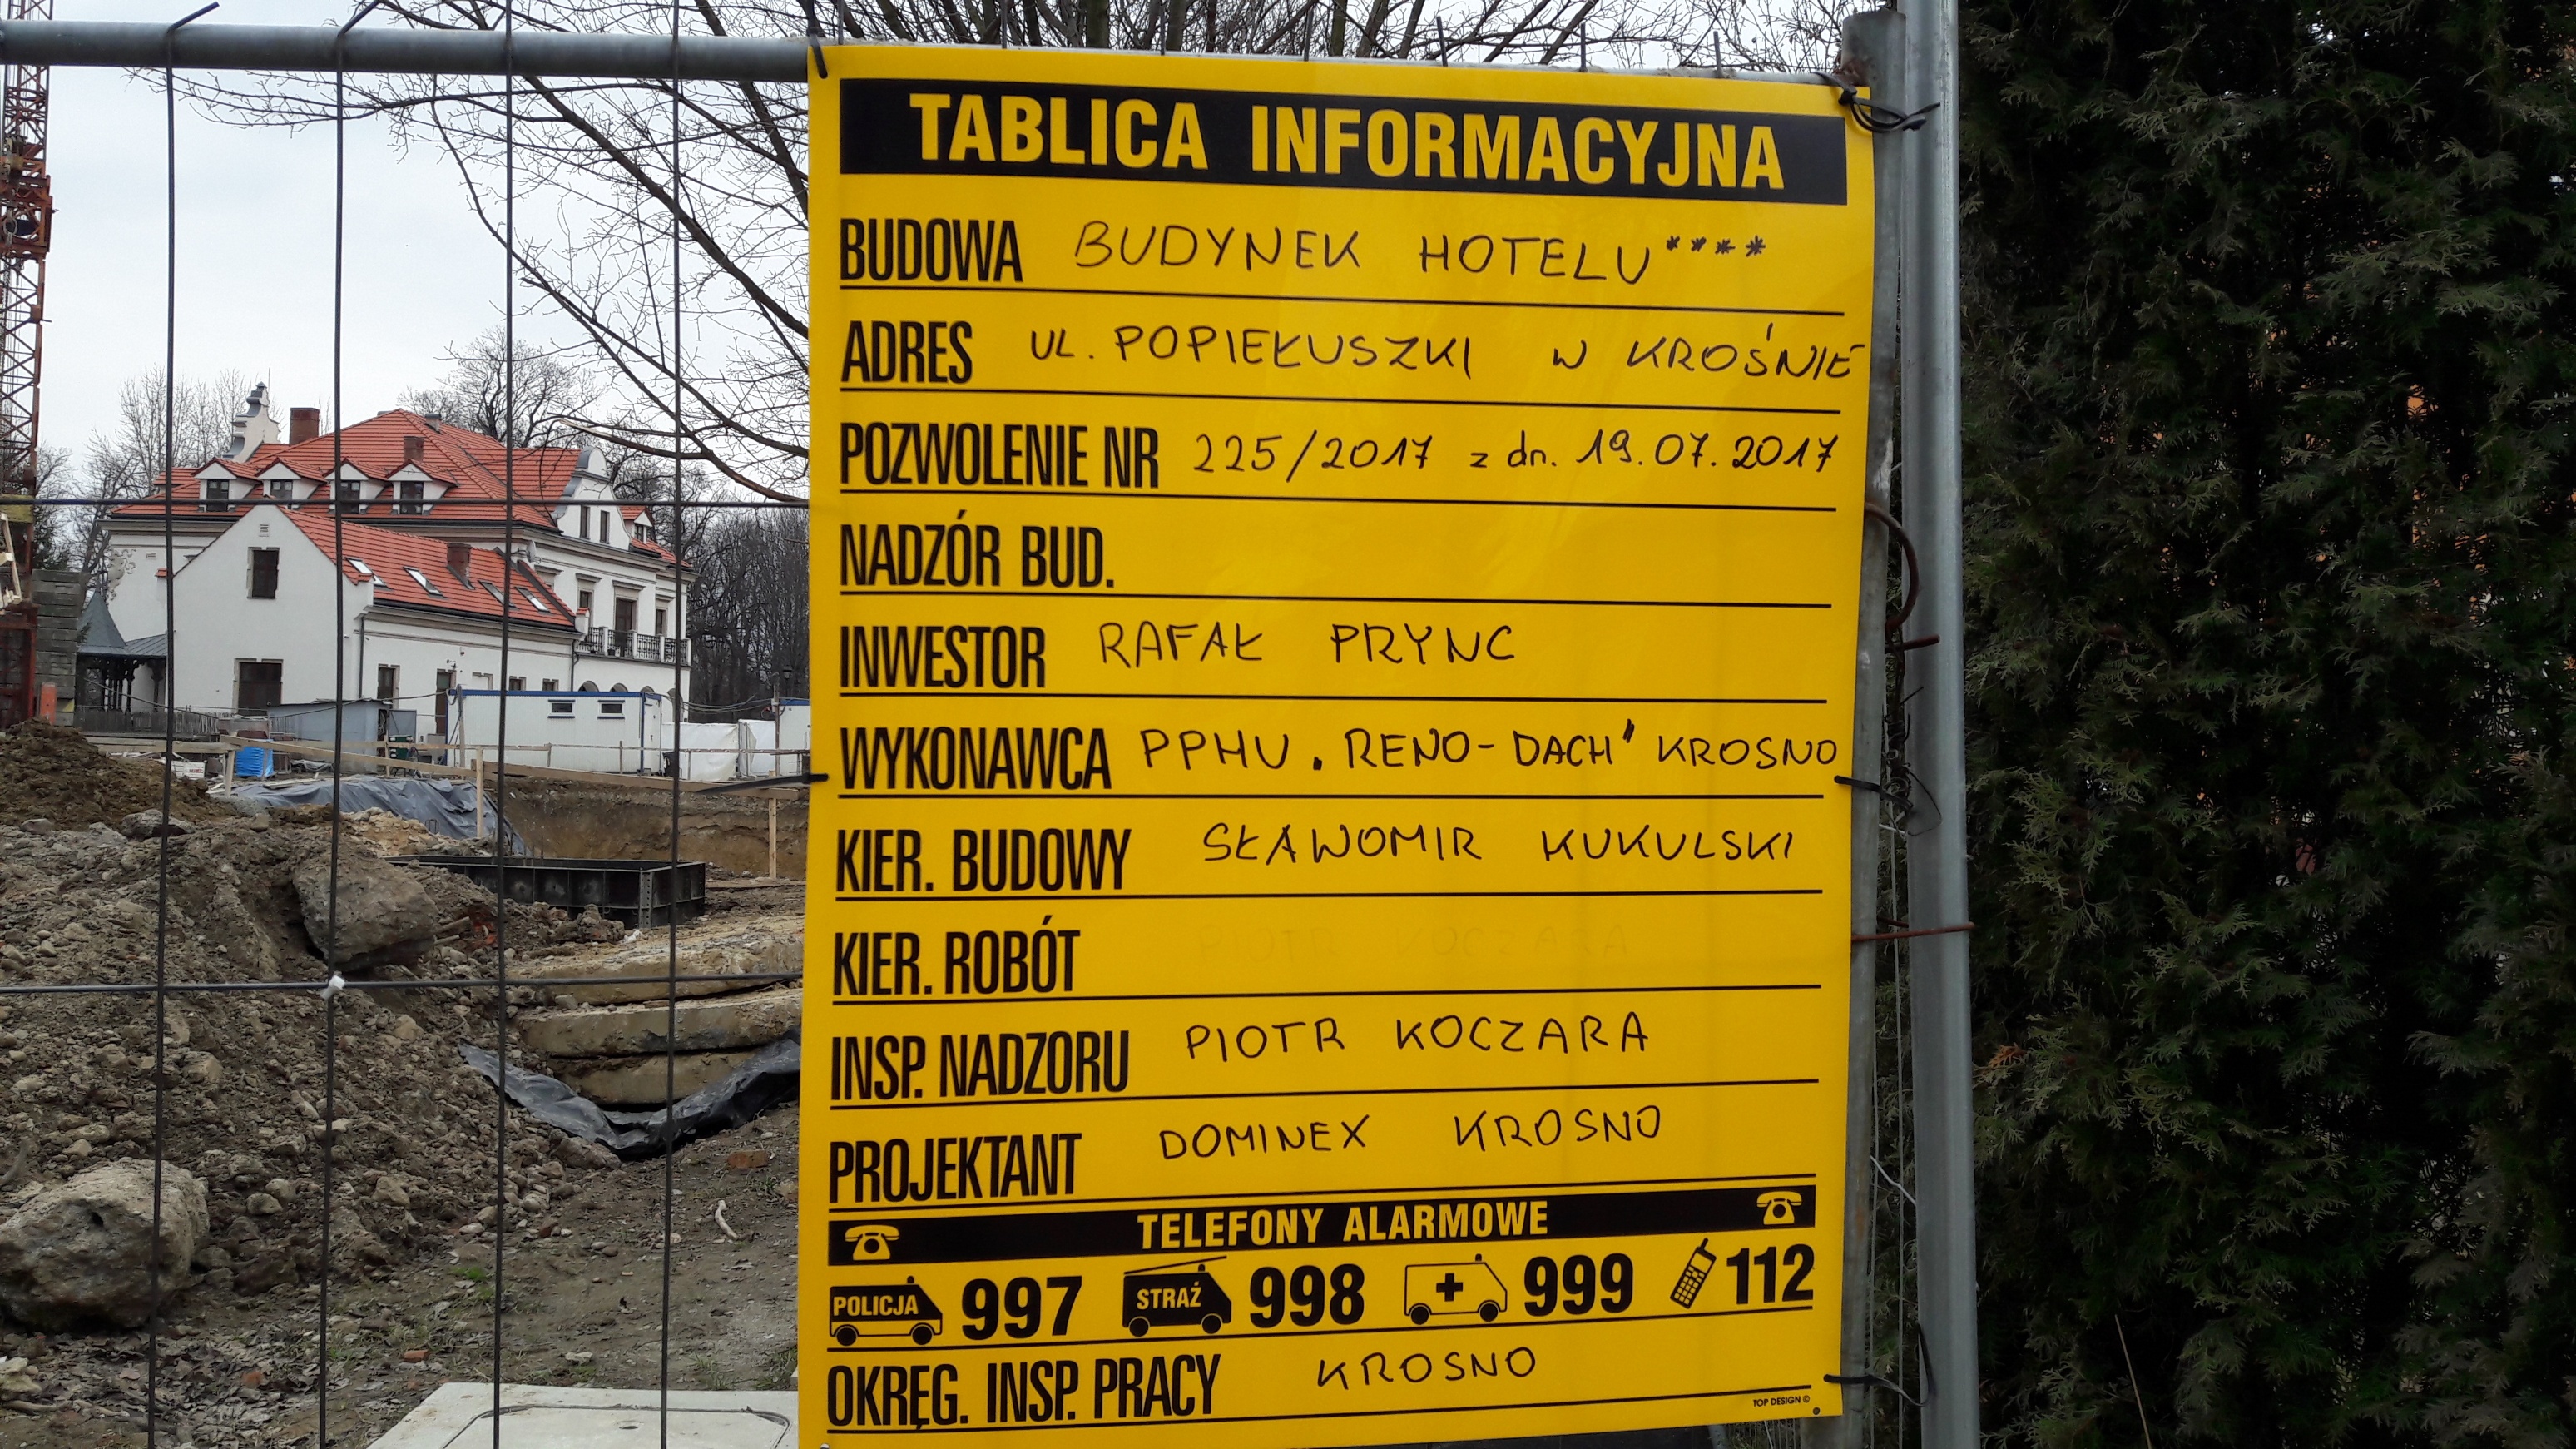 TABLICA INFORMACYJNA
BUDOWA BUDYNEK HOTELU****
ADRES UL. POPIEŁUSZKI W KROŚNIE
POZWOLENIE NR 225/2017 z dn. 19.07.2017
NADZÓR BUD.
INWESTOR RAFAŁ PRYNC
WYKONAWCA PPHU „RENO-DACH" KROSNO
KIER. BUDOWY SŁAWOMIR KUKULSKI
KIER. ROBÓT PIOTR KOCZARA
INSP. NADZORU PIOTR KOCZARA
PROJEKTANT DOMINEX KROSNO
TELEFONY ALARMOWE
POLICJA 997 STRAŻ 998 999 112
OKRĘG. INSP. PRACY KROSNO
TOP DESIGN ©